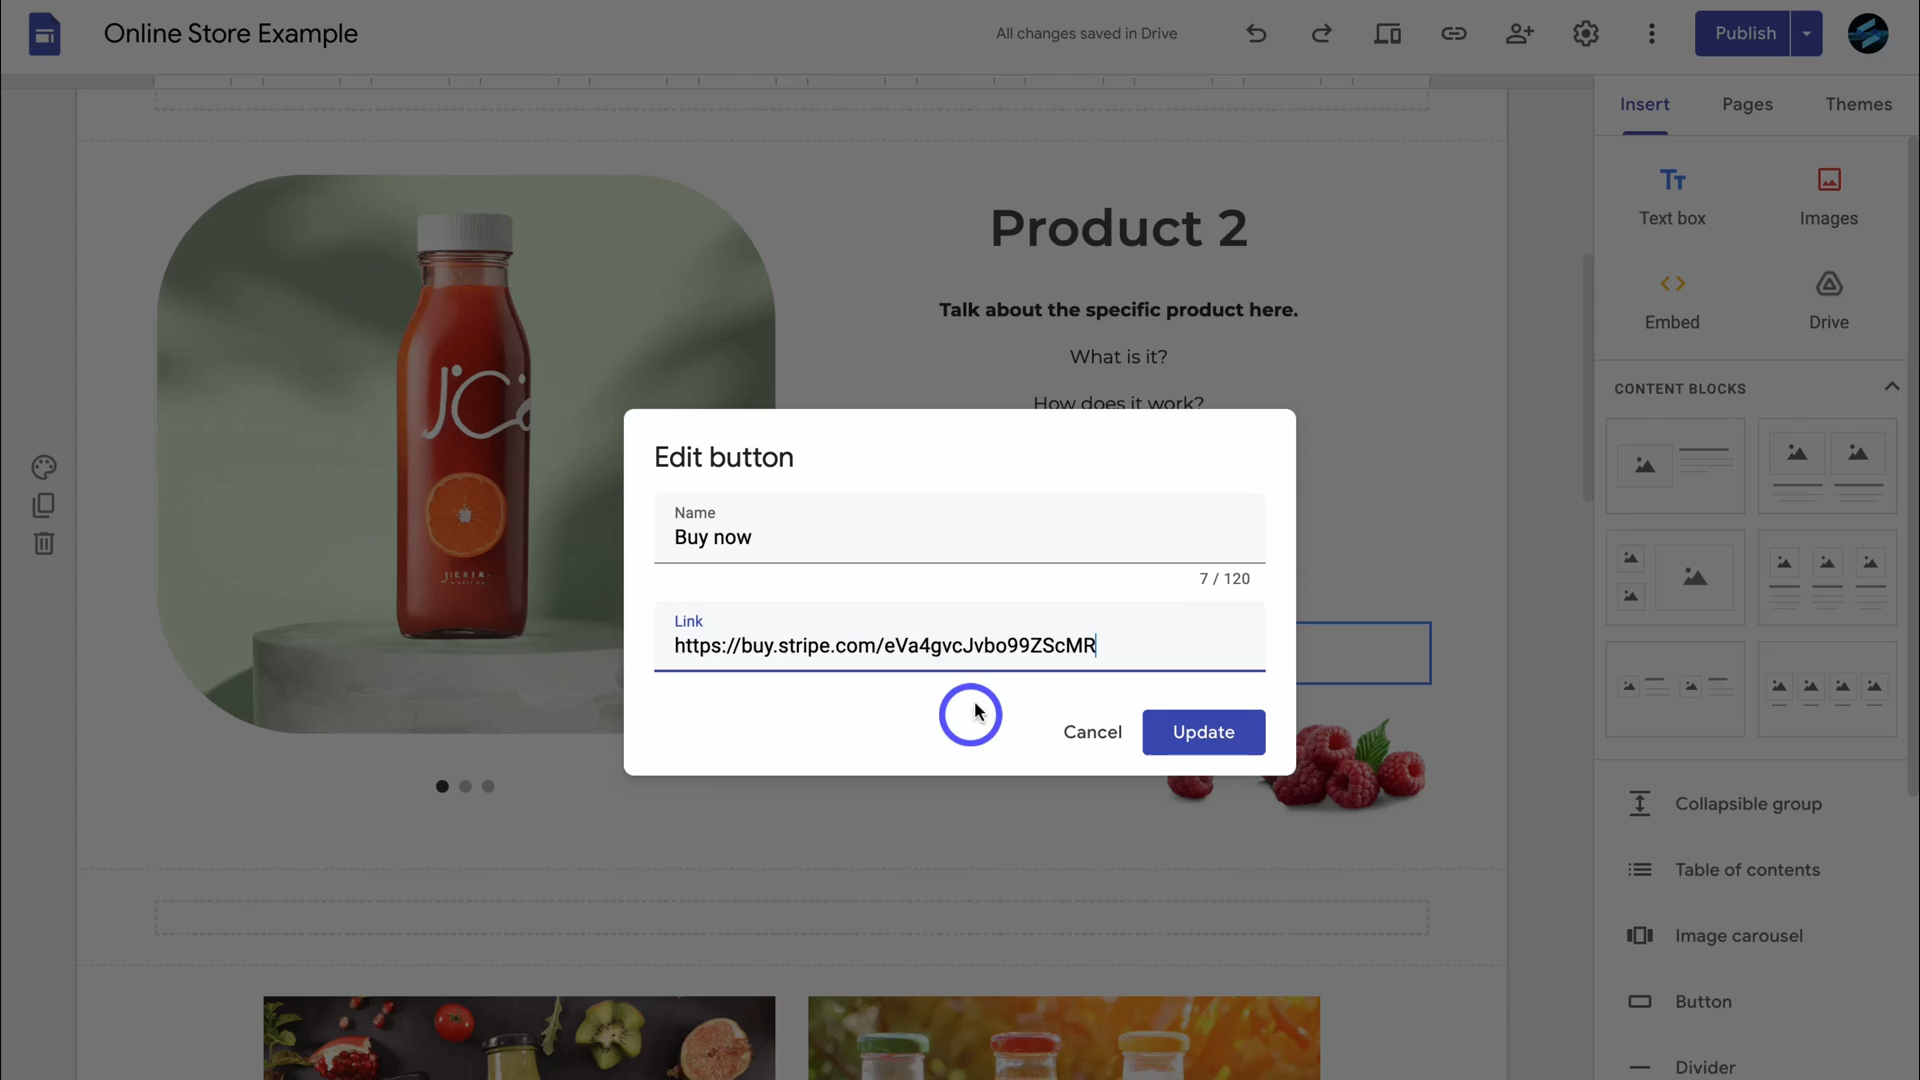 Online Store Example
All changes saved in Drive
Publish
Insert
Pages
Themes
Text box
Images
Embed
Drive
CONTENT BLOCKS
Product 2
Talk about the specific product here.
What is it?
How does it work?
Edit button
Name
Buy now
7 / 120
Link
https://buy.stripe.com/eVa4gvcJvbo99ZScMR
Cancel
Update
Collapsible group
Table of contents
Image carousel
Button
Divider